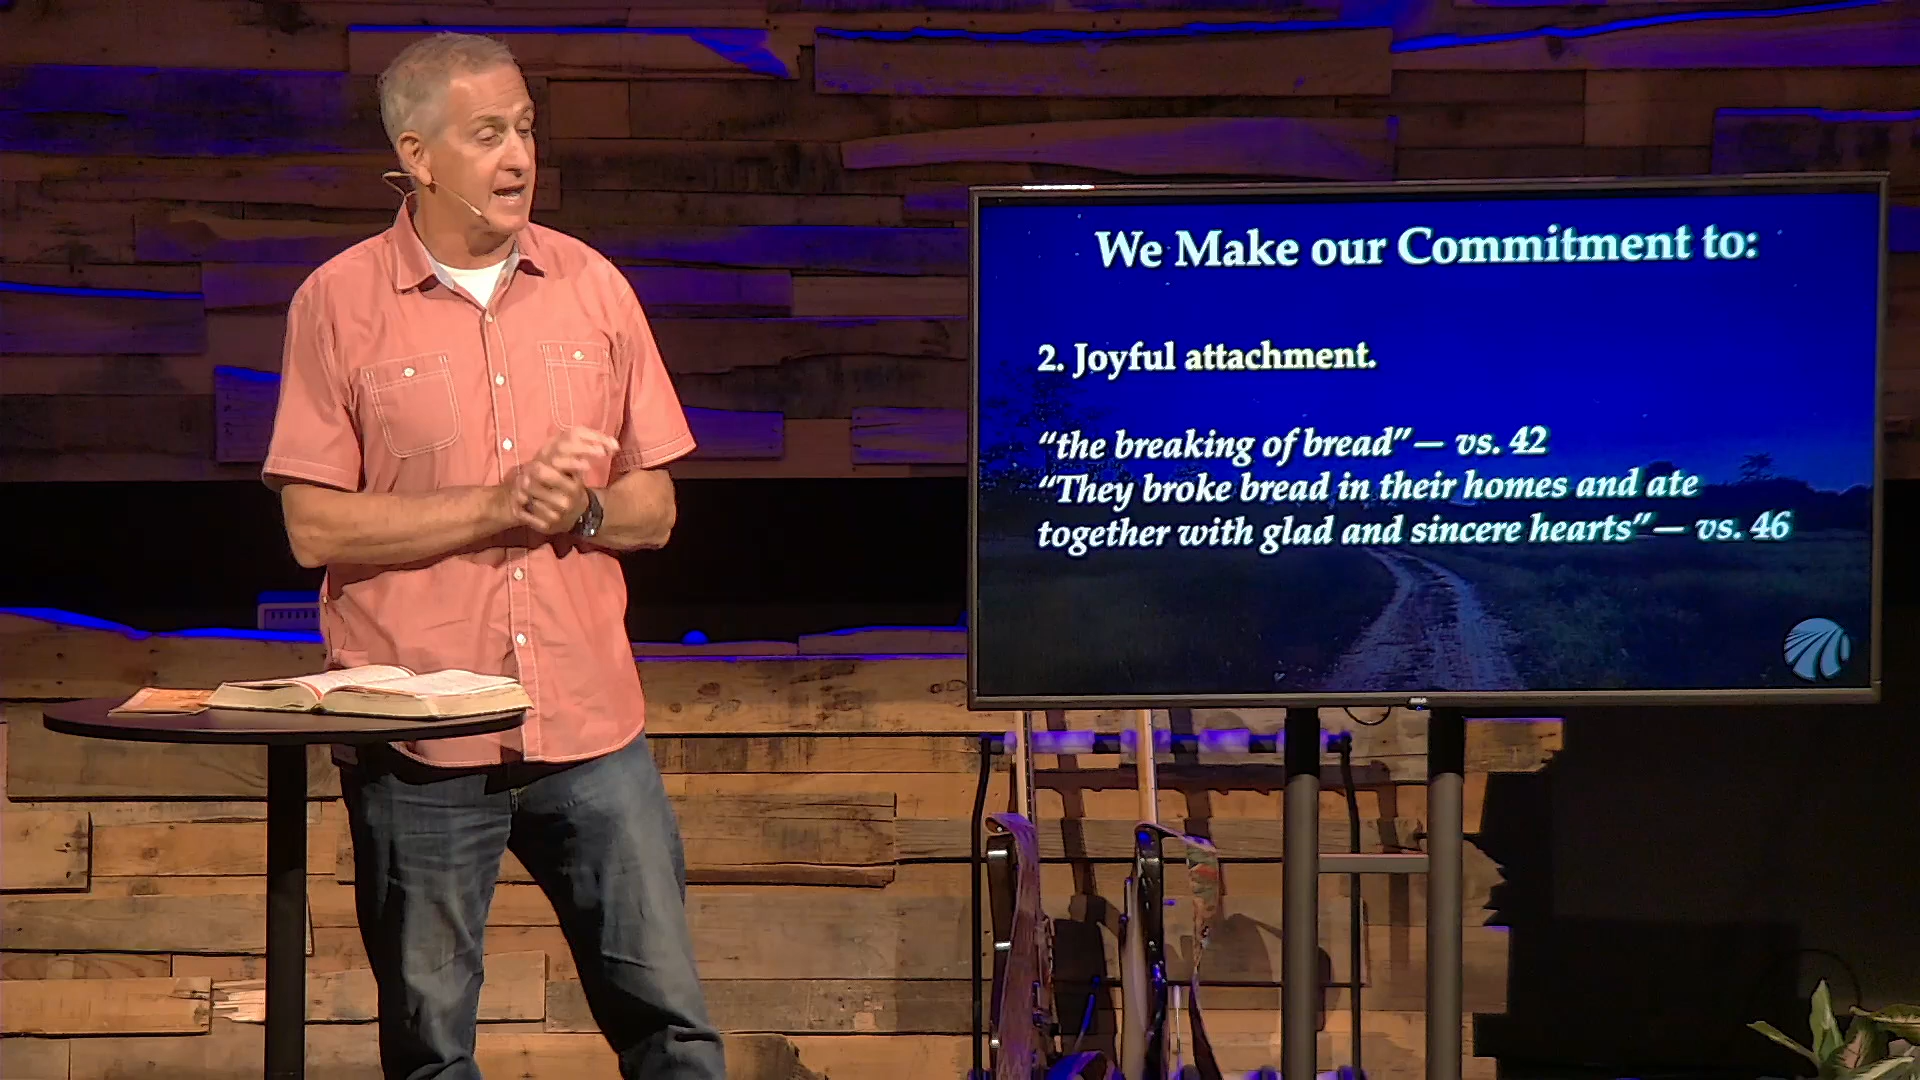 We Make our Commitment to:
2. Joyful attachment.
“the breaking of bread”— vs. 42
“They broke bread in their homes and ate
together with glad and sincere hearts”— vs. 46